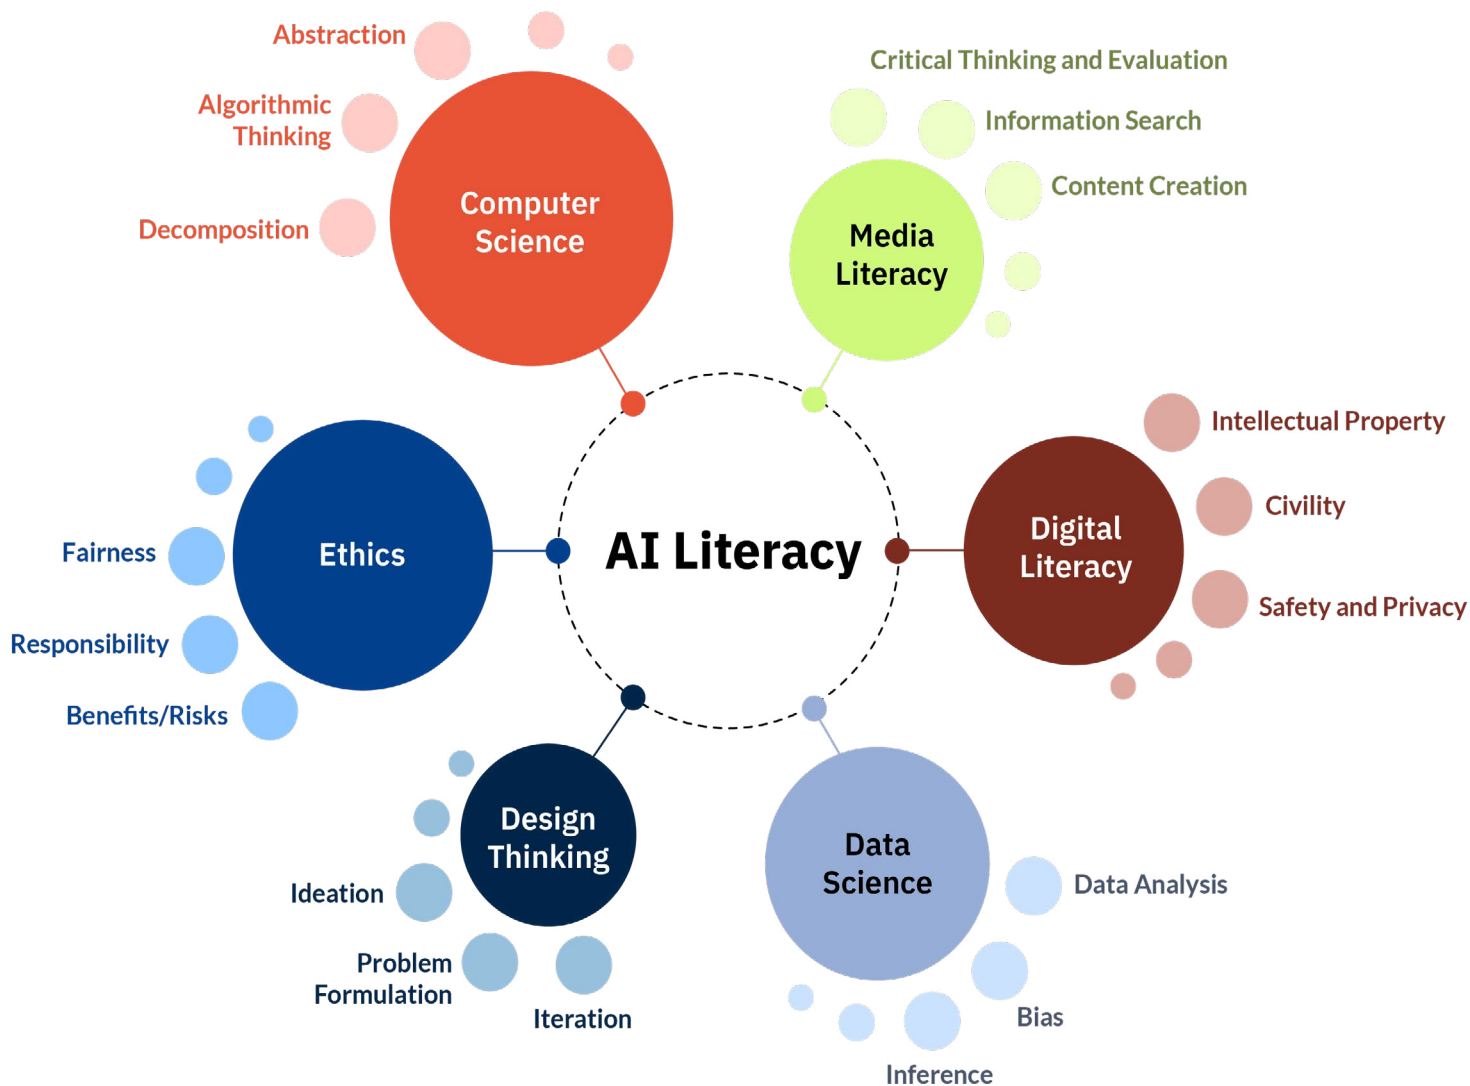 Abstraction
Algorithmic
Thinking
Decomposition
Computer
Science
Critical Thinking and Evaluation
Information Search
Content Creation
Media
Literacy
Intellectual Property
Civility
Safety and Privacy
Digital
Literacy
AI Literacy
Ethics
Fairness
Responsibility
Benefits/Risks
Design
Thinking
Ideation
Problem
Formulation
Iteration
Data
Science
Data Analysis
Bias
Inference